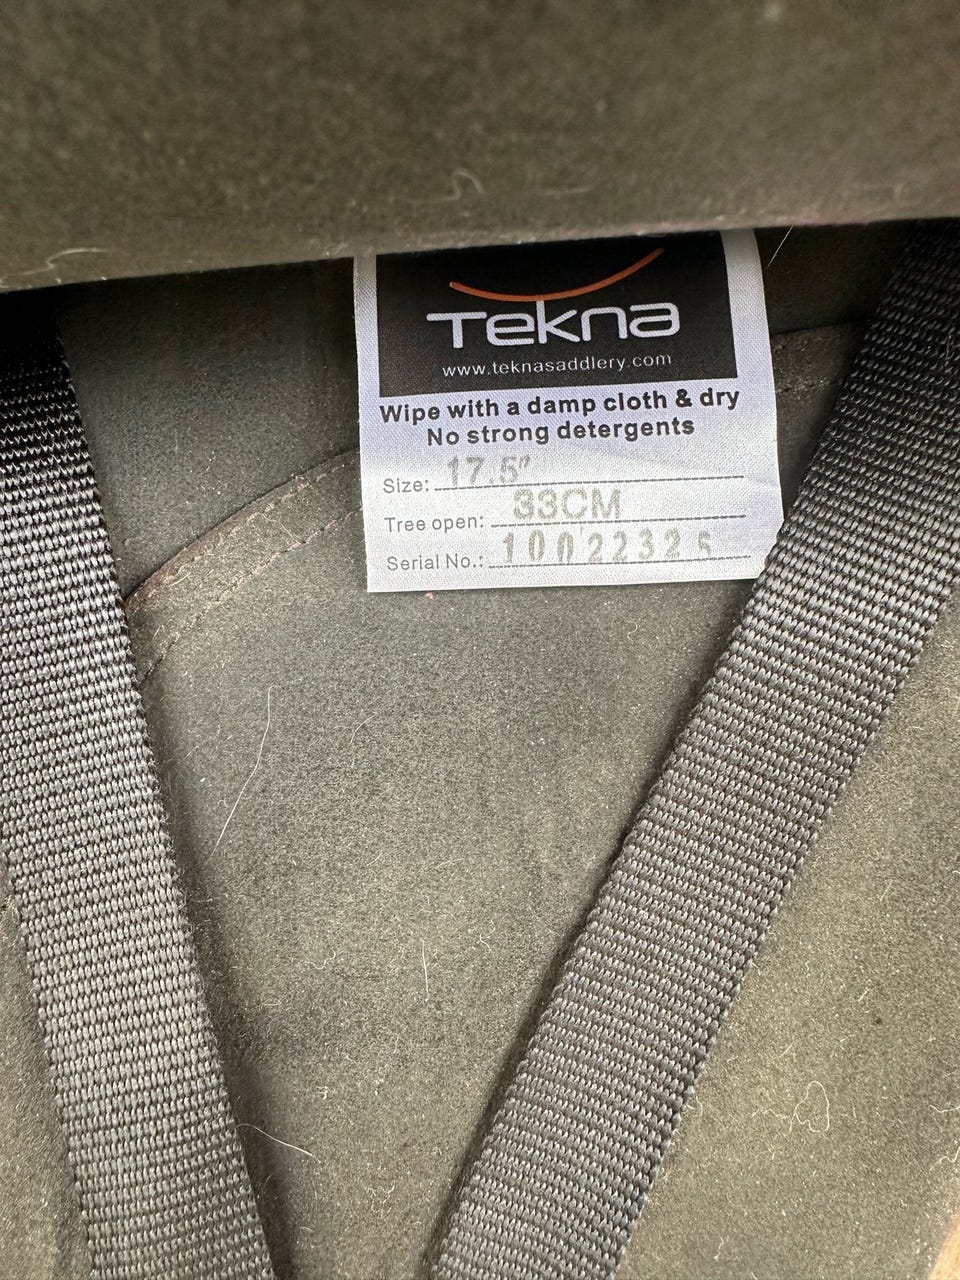 Tekna
www.teknasaddlery.com
Wipe with a damp cloth & dry
No strong detergents
Size: 17.5"
Tree open: 33CM
Serial No.: 10022325